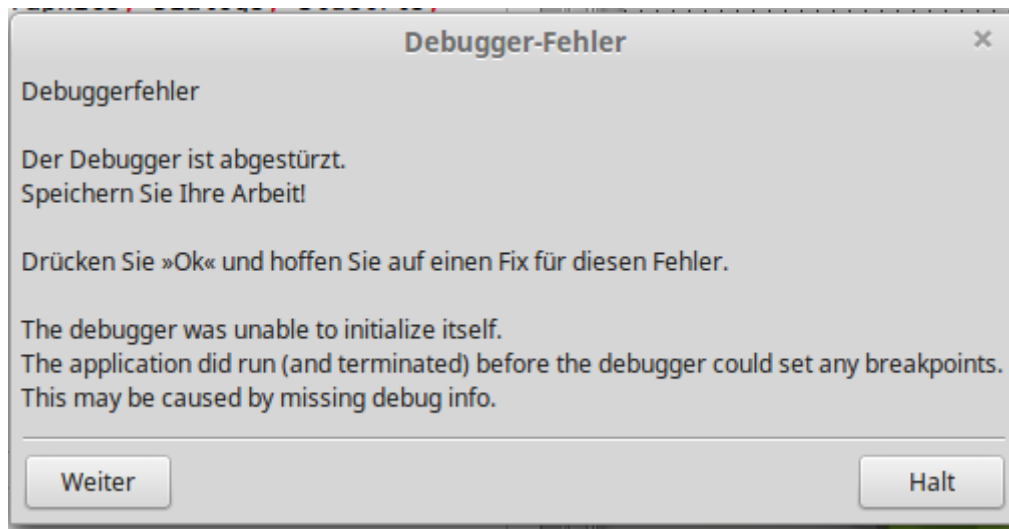 Debugger-Fehler
Debuggerfehler
Der Debugger ist abgestürzt.
Speichern Sie Ihre Arbeit!
Drücken Sie »Ok« und hoffen Sie auf einen Fix für diesen Fehler.
The debugger was unable to initialize itself.
The application did run (and terminated) before the debugger could set any breakpoints.
This may be caused by missing debug info.
Weiter
Halt